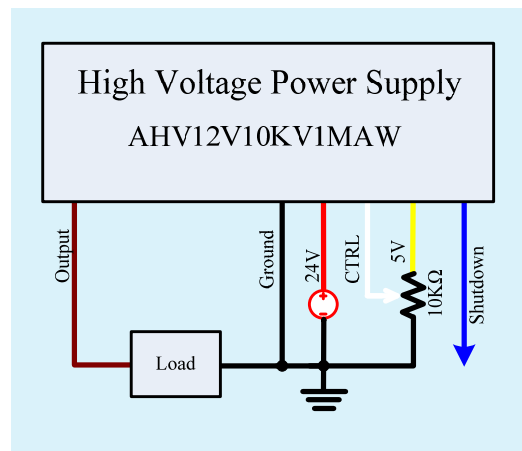 High Voltage Power Supply
AHV12V10KV1MAW
Output
Ground
24V
CTRL
5V
10KΩ
Shutdown
Load